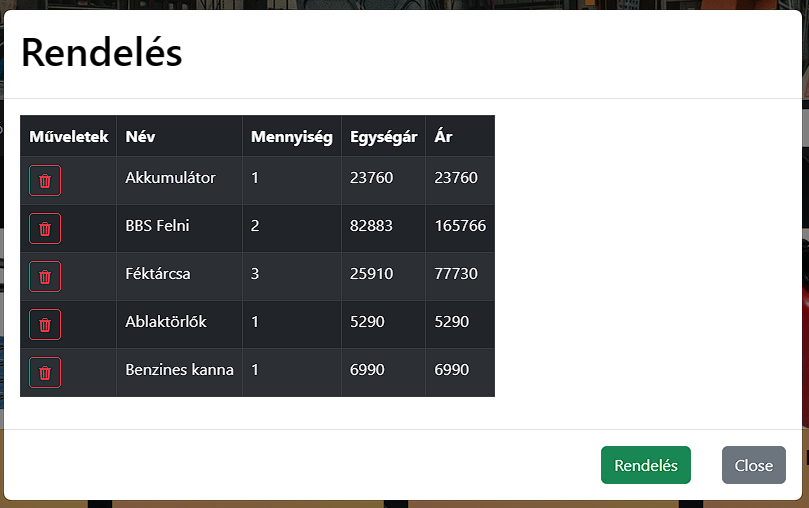 Rendelés
Műveletek Név Mennyiség Egységár Ár
Akkumulátor 1 23760 23760
BBS Felni 2 82883 165766
Féktárcsa 3 25910 77730
Ablaktörlők 1 5290 5290
Benzines kanna 1 6990 6990
Rendelés Close